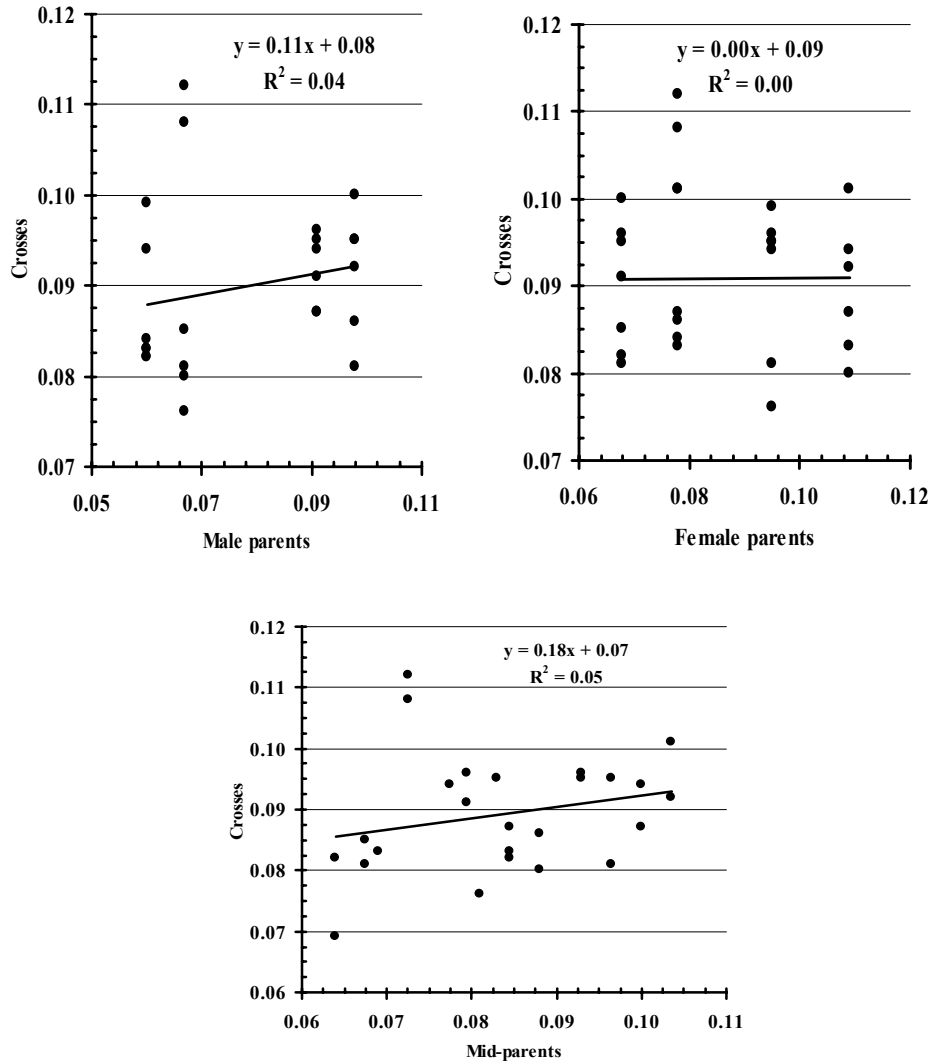 y = 0.11x + 0.08
R² = 0.04
0.12
0.11
0.10
0.09
0.08
0.07
Crosses
0.05 0.07 0.09 0.11
Male parents
y = 0.00x + 0.09
R² = 0.00
0.12
0.11
0.10
0.09
0.08
0.07
Crosses
0.06 0.08 0.10 0.12
Female parents
y = 0.18x + 0.07
R² = 0.05
0.12
0.11
0.10
0.09
0.08
0.07
0.06
Crosses
0.06 0.07 0.08 0.09 0.10 0.11
Mid-parents